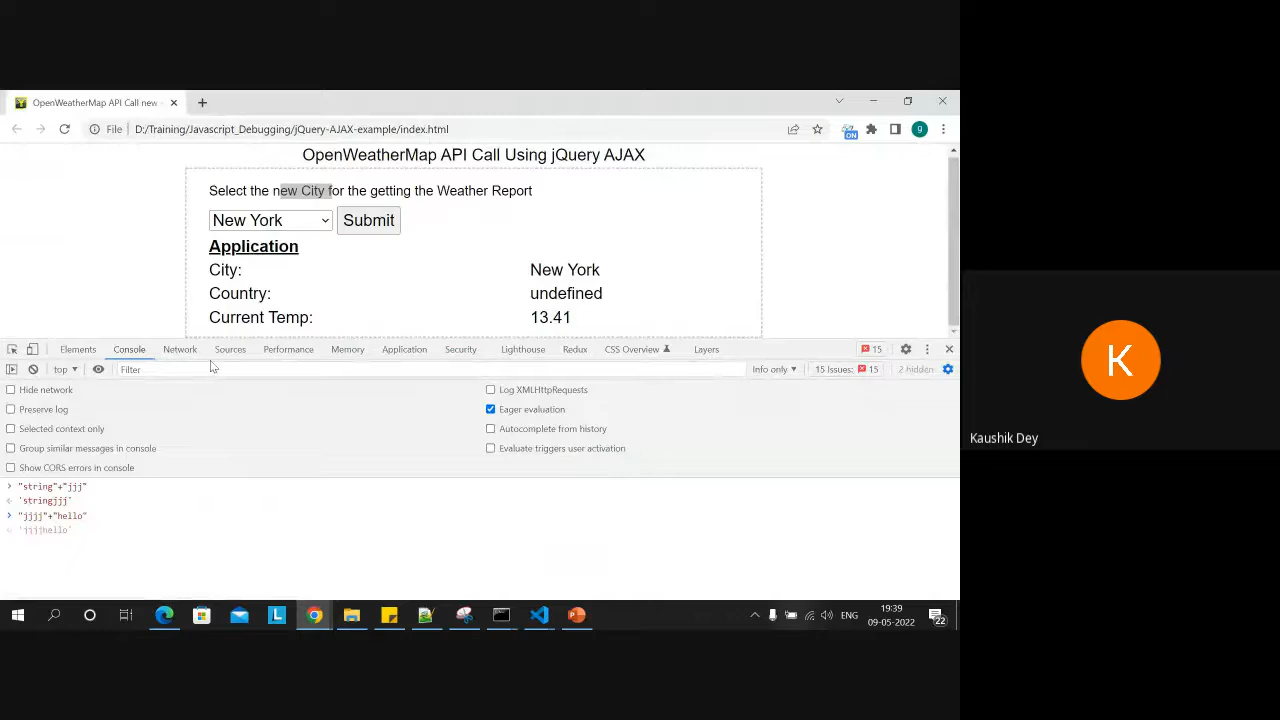 OpenWeatherMap API Call new
File D:/Training/Javascript_Debugging/jQuery-AJAX-example/index.html
g
ON
OpenWeatherMap API Call Using jQuery AJAX
Select the new City for the getting the Weather Report
New York Submit
Application
City: New York
Country: undefined
Current Temp: 13.41
Elements Console Network Sources Performance Memory Application Security Lighthouse Redux CSS Overview Layers 15
top Filter Info only 15 Issues: 15 2 hidden
Hide network Log XMLHttpRequests
Preserve log Eager evaluation
Selected context only Autocomplete from history
Group similar messages in console Evaluate triggers user activation
Show CORS errors in console
"string"+"jjj"
'stringjjj'
"jjjj"+"hello"
'jjjjhello'
K
Kaushik Dey
L ENG 19:39
09-05-2022 22